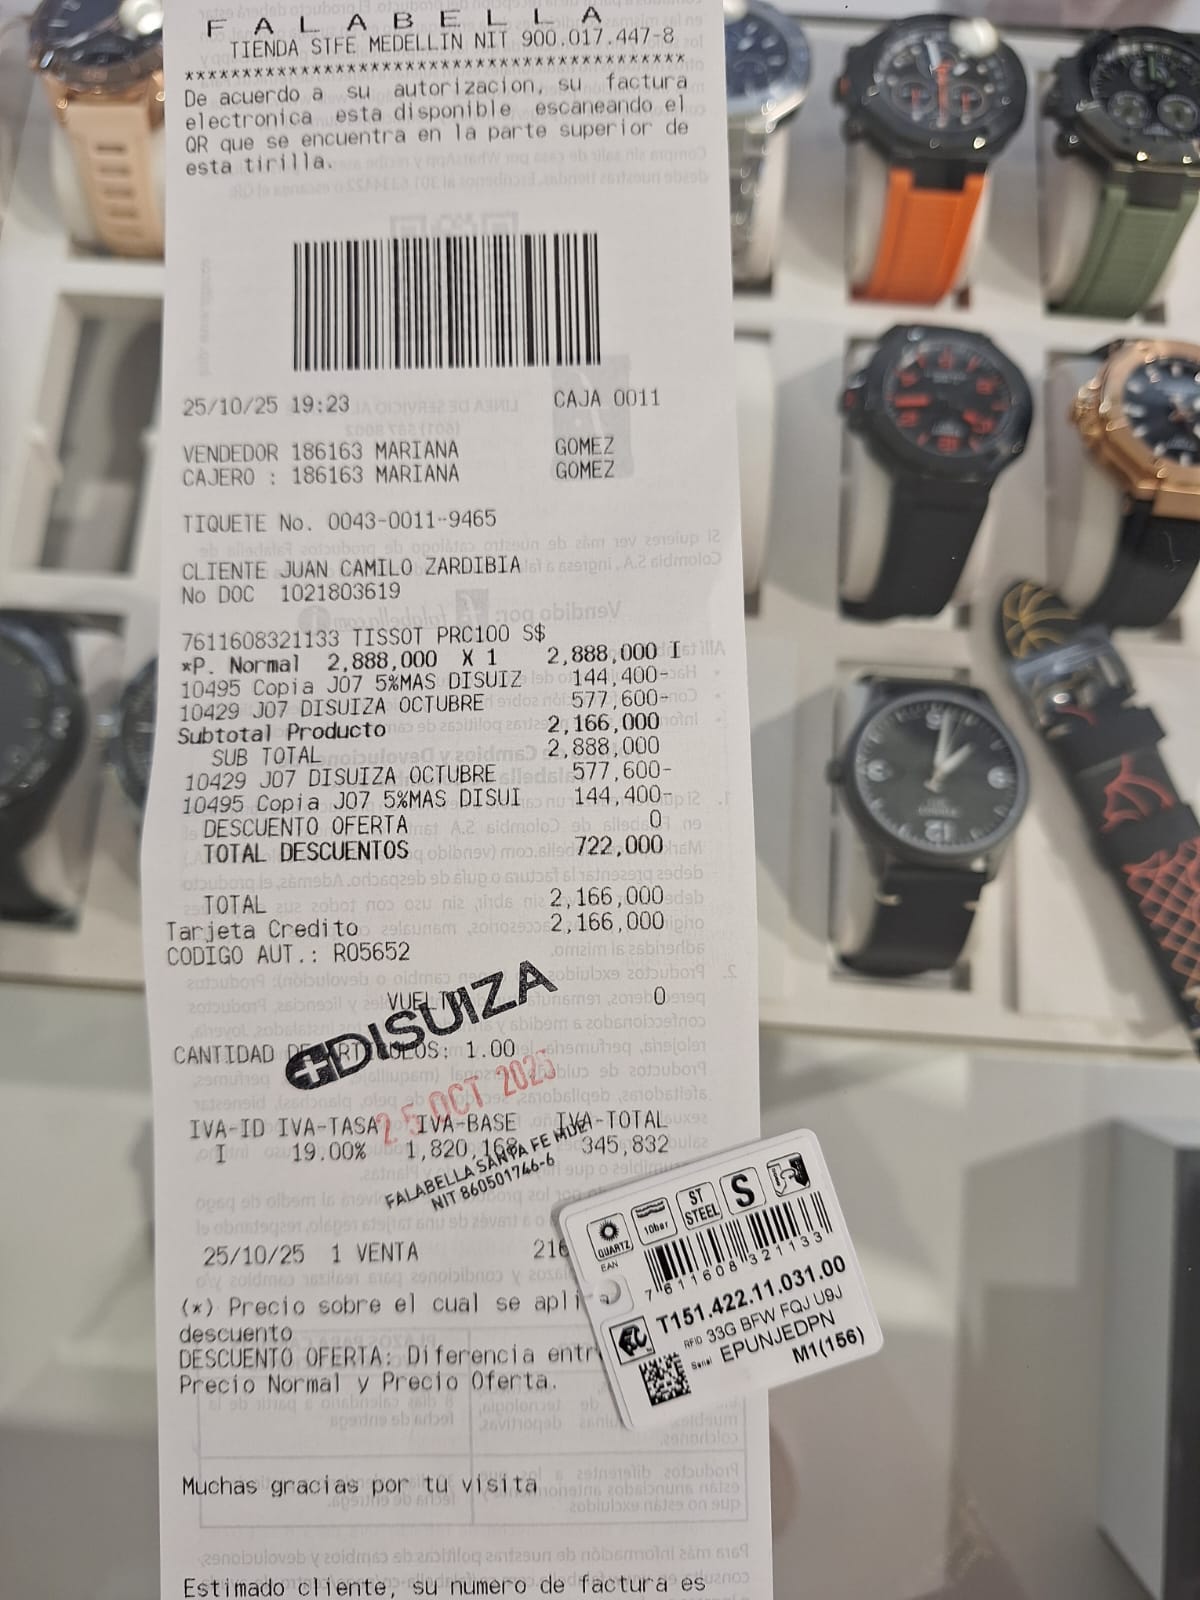 F A L A B E L L A
TIENDA STFE MEDELLIN NIT 900.017.447-8
******************************************
De acuerdo a su autorizacion, su factura
electronica esta disponible escaneando el
QR que se encuentra en la parte superior de
esta tirilla.
25/10/25 19:23 CAJA 0011
VENDEDOR 186163 MARIANA GOMEZ
CAJERO : 186163 MARIANA GOMEZ
TIQUETE No. 0043-0011-9465
CLIENTE JUAN CAMILO ZARDIBIA
No DOC 1021803619
7611608321133 TISSOT PRC100 S$
*P. Normal 2,888,000 X 1 2,888,000 I
10495 Copia J07 5%MAS DISUIZ 144,400-
10429 J07 DISUIZA OCTUBRE 577,600-
Subtotal Producto 2,166,000
SUB TOTAL 2,888,000
10429 J07 DISUIZA OCTUBRE 577,600-
10495 Copia J07 5%MAS DISUI 144,400-
DESCUENTO OFERTA 0
TOTAL DESCUENTOS 722,000
TOTAL 2,166,000
Tarjeta Credito 2,166,000
CODIGO AUT.: R05652
VUELTO 0
DISUIZA
CANTIDAD DE ARTICULOS: 1.00
25 OCT 2025
IVA-ID IVA-TASA IVA-BASE IVA-TOTAL
I 19.00% 1,820,168 345,832
FALABELLA SANTA FE MDE
NIT 860501746-6
25/10/25 1 VENTA 216
(*) Precio sobre el cual se apli
descuento
DESCUENTO OFERTA: Diferencia entr
Precio Normal y Precio Oferta.
Muchas gracias por tu visita
Estimado cliente, su numero de factura es
QUARTZ
10bar
ST
STEEL
S
EAN
7 611608 321133
T151.422.11.031.00
RFID 33G BFW FQJ U9J
Serial EPUNJEDPN
M1(156)